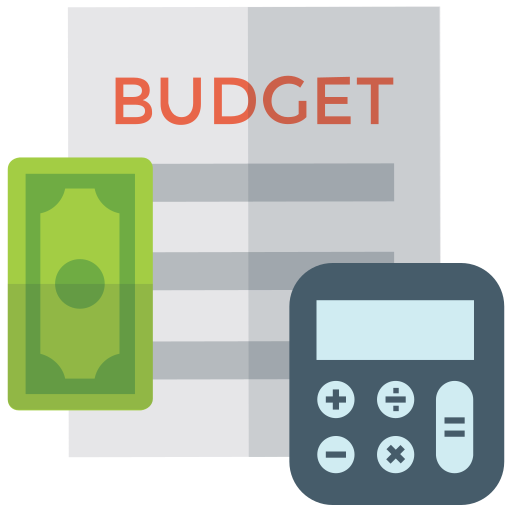 BUDGET
+ ÷ =
− ×